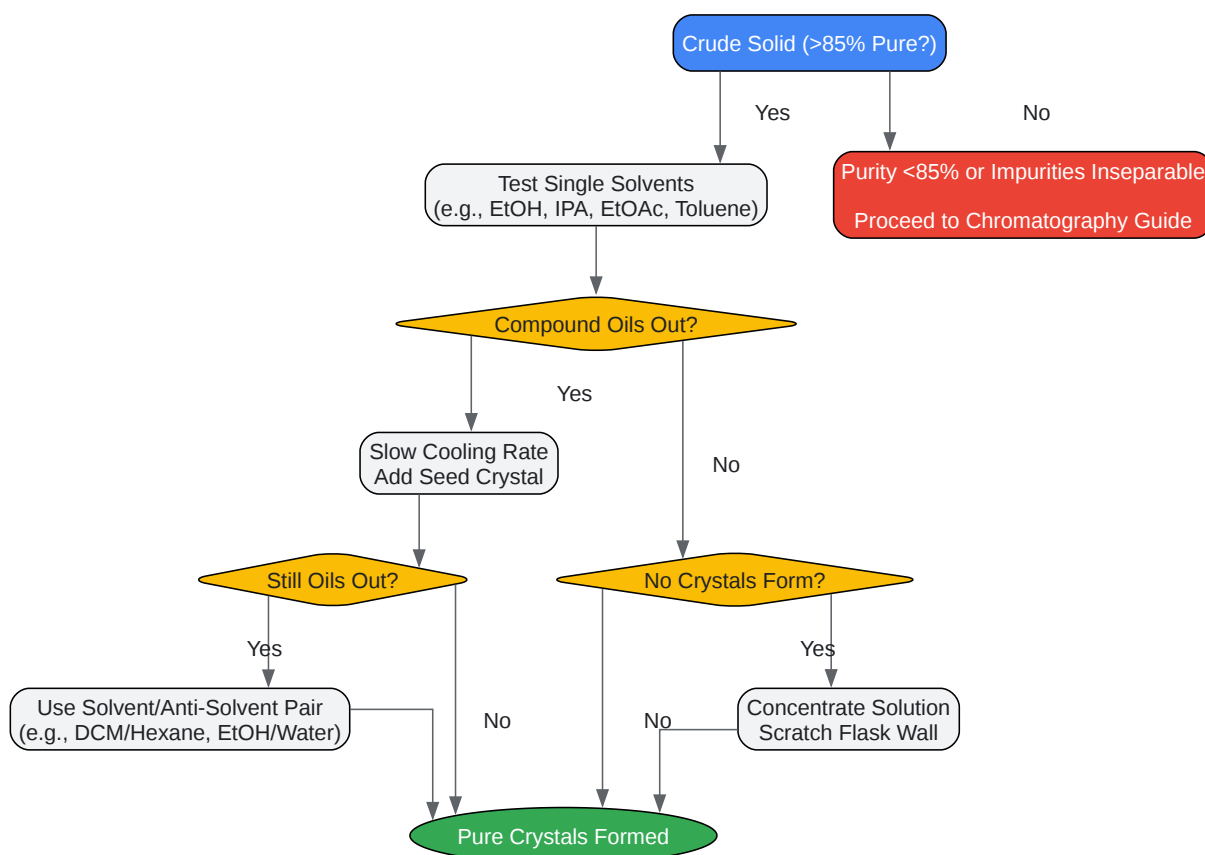 Crude Solid (>85% Pure?)
Yes
No
Test Single Solvents
(e.g., EtOH, IPA, EtOAc, Toluene)
Purity <85% or Impurities Inseparable
Proceed to Chromatography Guide
Compound Oils Out?
Yes
No
Slow Cooling Rate
Add Seed Crystal
Still Oils Out?
No Crystals Form?
Yes
Yes
Use Solvent/Anti-Solvent Pair
(e.g., DCM/Hexane, EtOH/Water)
No
No
Concentrate Solution
Scratch Flask Wall
Pure Crystals Formed